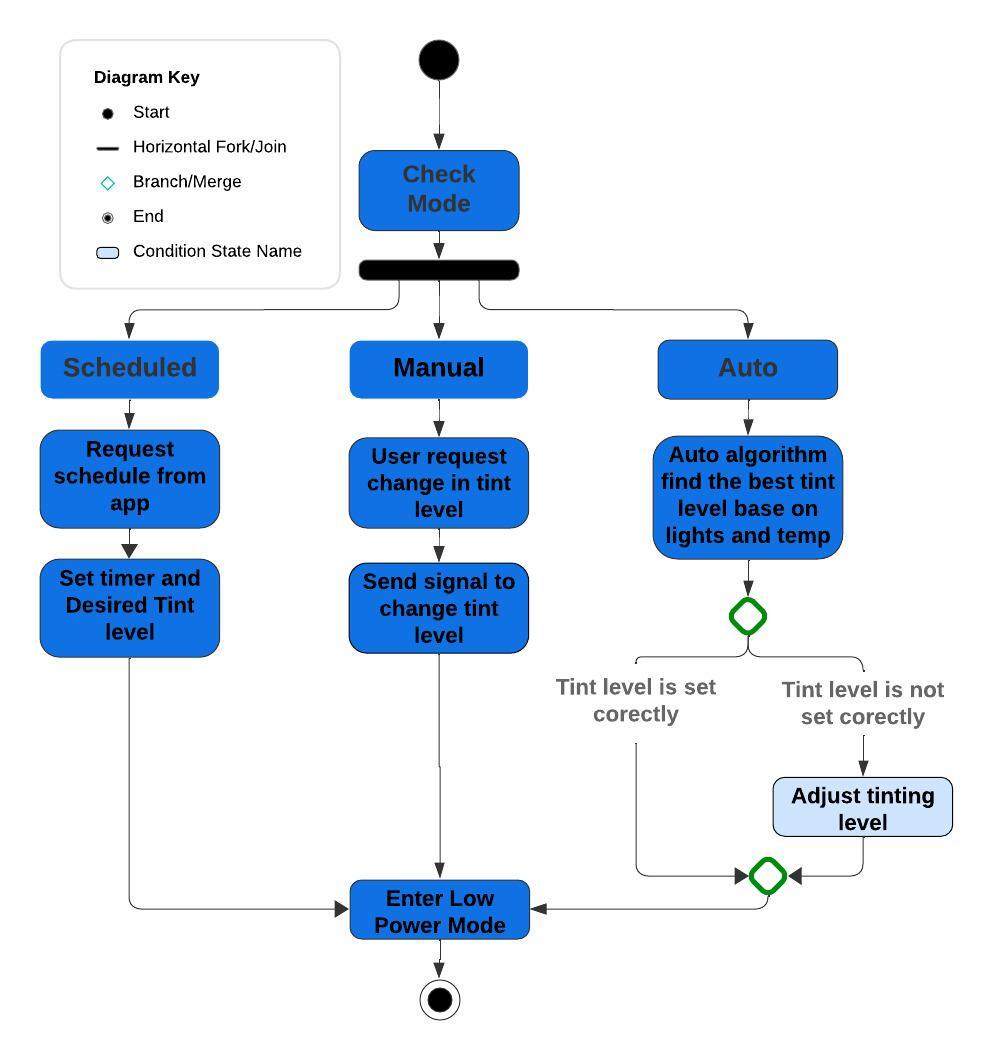 Diagram Key
Start
Horizontal Fork/Join
Branch/Merge
End
Condition State Name
Check
Mode
Scheduled
Manual
Auto
Request
schedule from
app
User request
change in tint
level
Auto algorithm
find the best tint
level base on
lights and temp
Set timer and
Desired Tint
level
Send signal to
change tint
level
Tint level is set
corectly
Tint level is not
set corectly
Adjust tinting
level
Enter Low
Power Mode